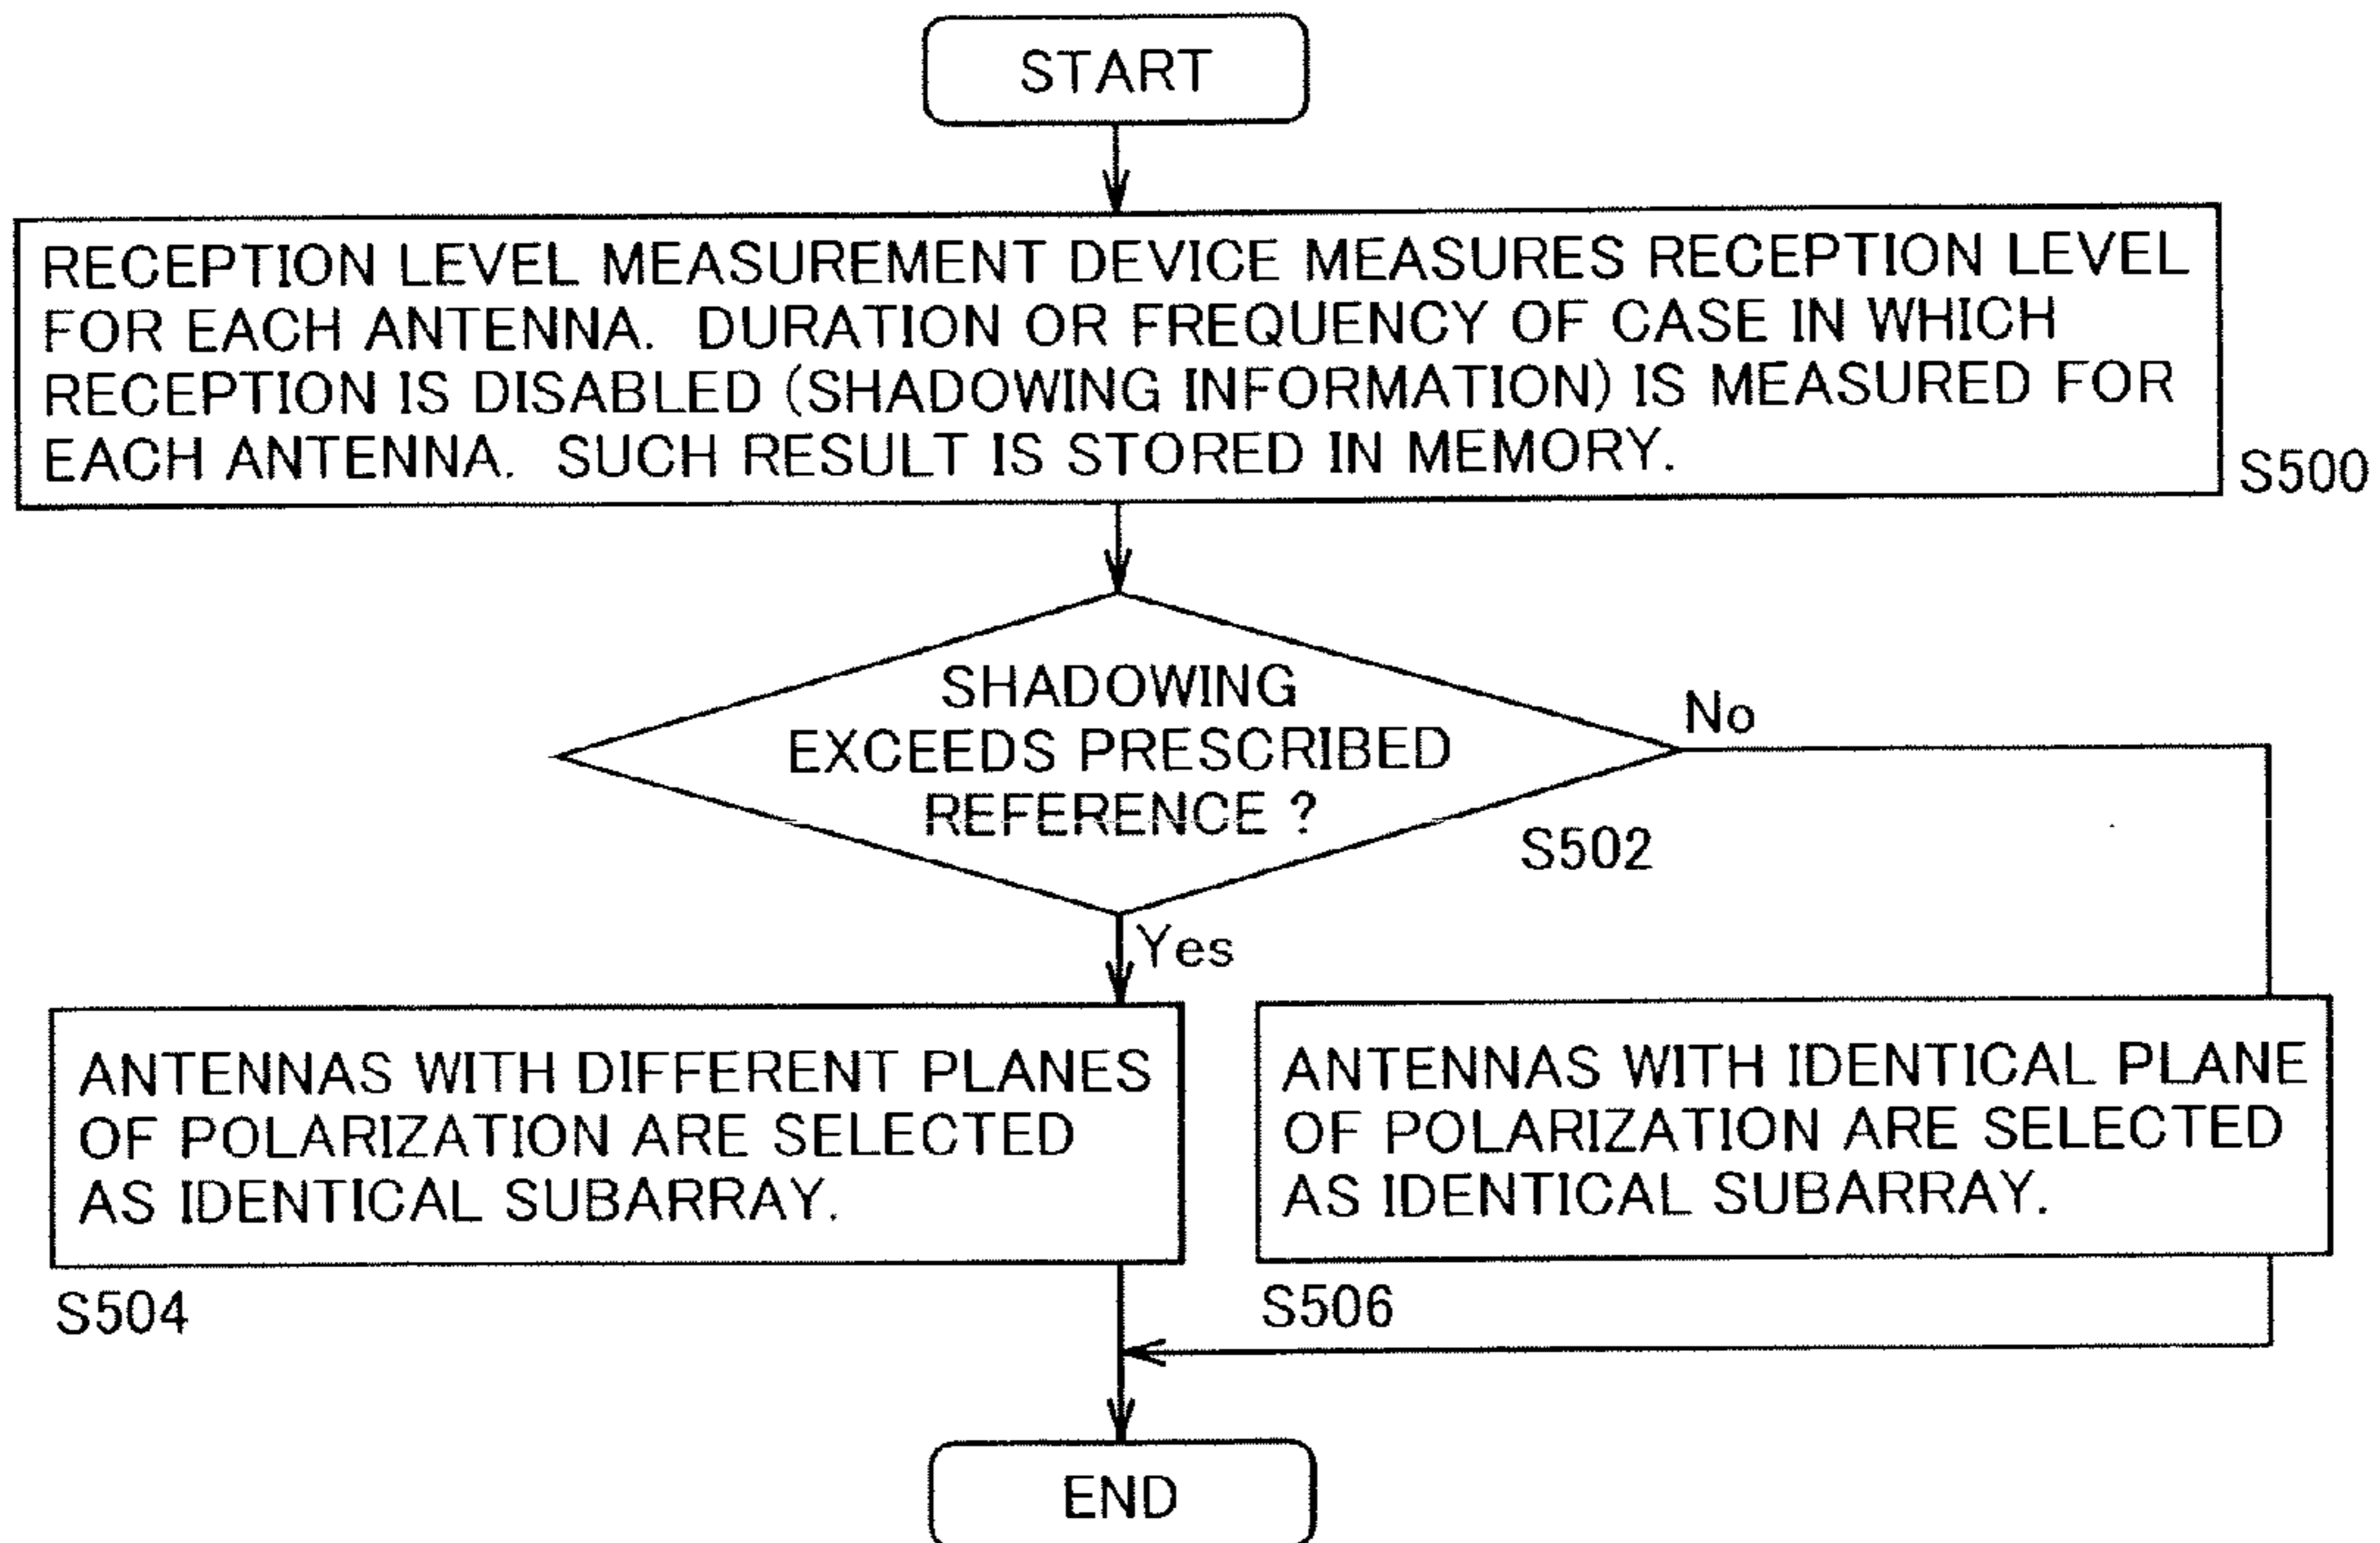 START
RECEPTION LEVEL MEASUREMENT DEVICE MEASURES RECEPTION LEVEL
FOR EACH ANTENNA. DURATION OR FREQUENCY OF CASE IN WHICH
RECEPTION IS DISABLED (SHADOWING INFORMATION) IS MEASURED FOR
EACH ANTENNA. SUCH RESULT IS STORED IN MEMORY.
S500
SHADOWING
EXCEEDS PRESCRIBED
REFERENCE ?
No
S502
Yes
ANTENNAS WITH DIFFERENT PLANES
OF POLARIZATION ARE SELECTED
AS IDENTICAL SUBARRAY.
S504
ANTENNAS WITH IDENTICAL PLANE
OF POLARIZATION ARE SELECTED
AS IDENTICAL SUBARRAY.
S506
END